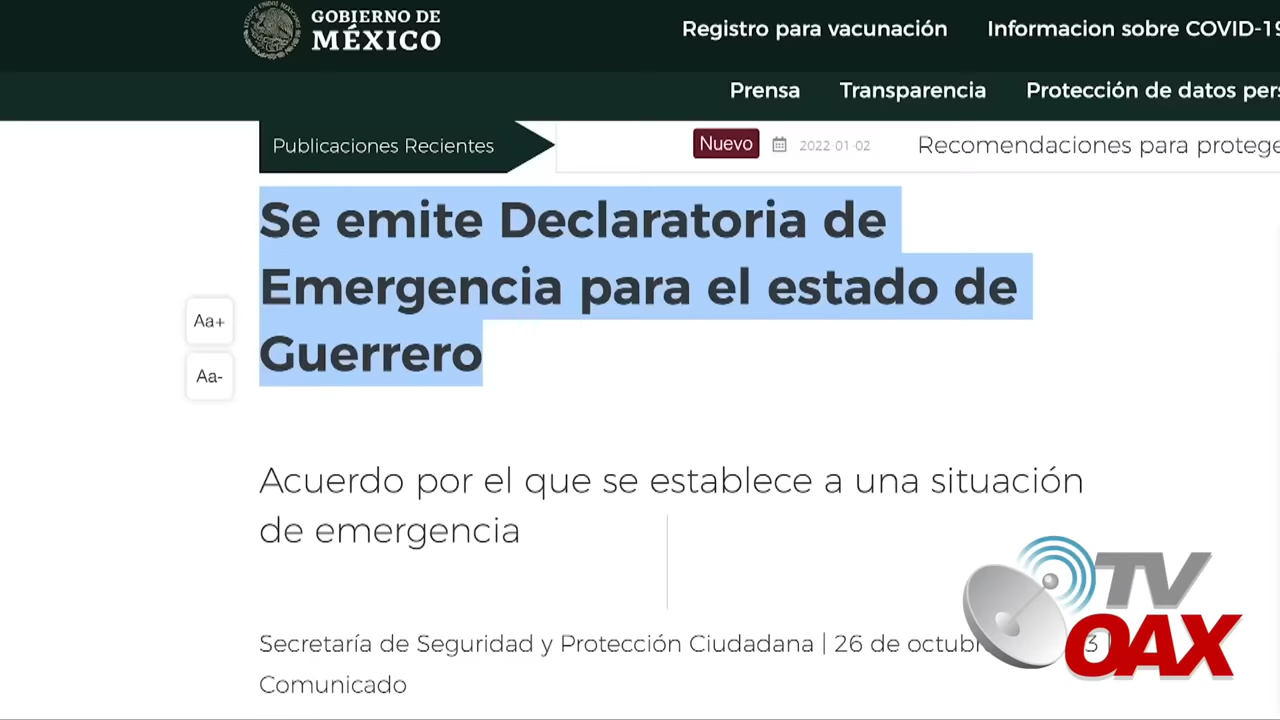 GOBIERNO DE
MÉXICO
Registro para vacunación
Informacion sobre COVID-19
Prensa
Transparencia
Protección de datos pers
Publicaciones Recientes
Nuevo
2022-01-02
Recomendaciones para protege
Se emite Declaratoria de
Emergencia para el estado de
Guerrero
Aa+
Aa-
Acuerdo por el que se establece a una situación
de emergencia
Secretaría de Seguridad y Protección Ciudadana | 26 de octubr 3 |
Comunicado
TV
OAX